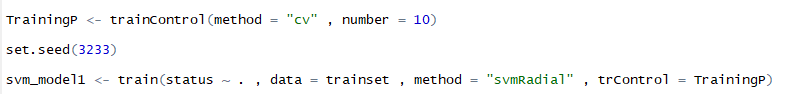 TrainingP <- trainControl(method = "cv" , number = 10)
set.seed(3233)
svm_model1 <- train(status ~ . , data = trainset , method = "svmRadial" , trControl = TrainingP)